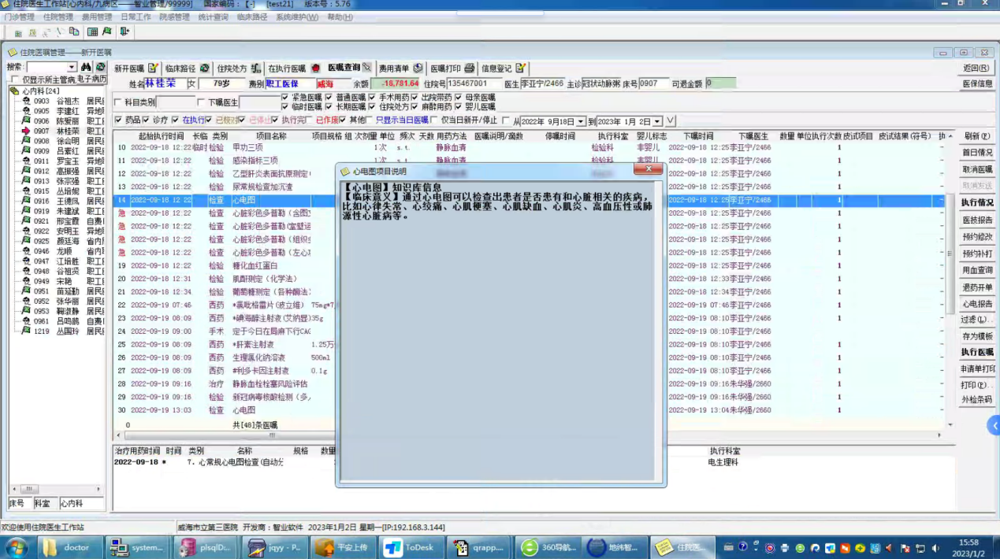 住院医生工作站[心内科/九病区——智业管理/99999] 国家编码：【-】 [test21] 版本号：5.76
门诊管理 住院管理 费用管理 日常工作 院感管理 统计查询 临床路径 系统维护(W) 帮助(H)
住院医嘱管理——新开医嘱
搜索：
新开医嘱 临床路径 住院处方 在执行医嘱 医嘱查询 费用清单 医嘱打印 信息登记 返回(R)
仅显示所主管病 电子病历
姓名 林桂荣 女 79岁 费别 职工医保 威海 余额 -18,781.64 住院号 135467001 医生 李亚宁/2466 主诊 冠状动脉粥 床号 0907 可退金额 0 医保信息
科目类别 下嘱医生 紧急医嘱 普通医嘱 手术用药 出院带药 母亲医嘱
临时医嘱 长期医嘱 住院处方 麻醉用药 婴儿医嘱
药品 诊疗 在执行 已校对 已停止 执行完 已作废 其他 只显示当日医嘱 仅当日新开/停止 从 2022年 9月18日 到 2023年 1月 2日
起始执行时间 长临 类别 项目名称 项目规格 组 次剂量 单位 频次 天数 用药方法 医嘱说明/菌数 停嘱时间 执行科室 婴儿标志 下嘱时间 下嘱医生 数量 单位 执行次数 皮试项目 皮试结果(符号) 执
10 2022-09-18 12:22 临时 检验 甲功三项 1 次 s.t. 静脉血清 检验科 非婴儿 2022-09-18 12:25 李亚宁/2466 1
11 2022-09-18 12:22 检验 感染指标三项 1 次 s.t. 静脉血清 检验科 非婴儿 2022-09-18 12:25 李亚宁/2466 1
12 2022-09-18 12:22 检验 乙型肝炎表面抗原测定( 2022-09-18 12:25 李亚宁/2466 1
13 2022-09-18 12:22 检验 尿常规检查加沉渣 2022-09-18 12:25 李亚宁/2466 1
14 2022-09-18 12:22 检查 心电图 2022-09-18 12:25 李亚宁/2466 1
急 2022-09-18 12:22 检查 心脏彩色多普勒（含图 2022-09-18 12:25 李亚宁/2466 1
急 2022-09-18 12:22 检查 心脏彩色多普勒(室壁运 2022-09-18 12:25 李亚宁/2466 1
急 2022-09-18 12:22 检查 心脏彩色多普勒（组织 2022-09-18 12:25 李亚宁/2466 1
急 2022-09-18 12:22 检查 心脏彩色多普勒（左心 2022-09-18 12:25 李亚宁/2466 1
19 2022-09-18 12:22 检验 糖化血红蛋白 2022-09-18 12:25 李亚宁/2466 1
20 2022-09-18 12:31 检验 肌酐测定（化学法） 2022-09-18 12:33 李亚宁/2466 1
21 2022-09-18 12:34 检验 葡萄糖测定（各种酶法） 2022-09-18 12:34 李亚宁/2466 1
22 2022-09-19 07:46 西药 *氯吡格雷片(波立维) 75mg*7 2022-09-19 07:46 李亚宁/2466 1
23 2022-09-19 08:09 西药 *碘海醇注射液(艾纳显) 35g 2022-09-19 08:10 李亚宁/2466 1
24 2022-09-19 09:00 手术 定于今日在局麻下行CAG 2022-09-19 08:10 李亚宁/2466
25 2022-09-19 08:09 西药 *肝素注射液 1.25万 2022-09-19 08:10 李亚宁/2466 1
26 2022-09-19 08:09 西药 生理氯化钠溶液 500ml 2022-09-19 08:10 李亚宁/2466 1
27 2022-09-19 08:09 西药 #利多卡因注射液 0.1g 2022-09-19 08:10 李亚宁/2466 1
28 2022-09-19 09:16 治疗 静脉血栓栓塞风险评估 2022-09-19 09:16 朱华强/2660 1
29 2022-09-19 09:16 检验 新冠病毒核酸检测（多 2022-09-19 09:16 朱华强/2660 1
30 2022-09-19 13:03 检查 心电图 2022-09-19 13:04 朱华强/2660 1
0 共[48]条医嘱
心电图项目说明
【心电图】知识库信息
【临床意义】通过心电图可以检查出患者是否患有和心脏相关的疾病，
比如心律失常、心绞痛、心肌梗塞、心肌缺血、心肌炎、高血压性或肺
源性心脏病等。
心内科[24]
0903 谷祖杰 居民
0905 李建红 异地
0906 陈爱丽 职工
0907 林桂荣 职工
0908 徐会明 居民
0909 吕素红 居民
0911 罗宝玉 异地
0912 高振强 居民
0913 张宗强 居民
0915 丛培妮 居民
0916 王德凤 居民
0919 朱建斌 居民
0921 邢宝霞 自费
0922 安明玉 异地
0925 颜廷海 省内
0946 龙顺 省内
0947 江培胜 职工
0948 谷祖贤 职工
0949 宋艳 职工
0951 苗延勤 居民
0952 张华丽 居民
0953 鞠淑静 居民
0961 吕鸣鹊 自费
1219 丛国玲 居民
刷新(F)
首日情况
取消医嘱
取消发送
执行情况
医技报告
预约修改
预约补打
用血查询
退药开单
心电报告
过滤(L)..
存为模板
执行医嘱
申请单打印
打印(P)..
外检条码
治疗用药时间 时间 类别 名称 规格 数量 执行科室
2022-09-18 * 7. 心常规心电图检查(自动分 电生理科
床号 科室 心内科
欢迎使用住院医生工作站 威海市立第三医院 开发商：智业软件 2023年1月2日 星期一[IP:192.168.3.144]
doctor system... plsqlD... jqyy - P... 平安上传 ToDesk qrapp... 360导航... 地纬智... 住院医... 15:58
2023/1/2